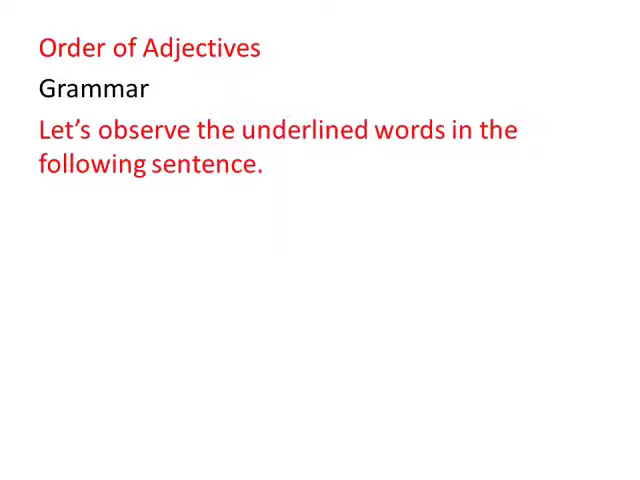 Order of Adjectives
Grammar
Let’s observe the underlined words in the
following sentence.